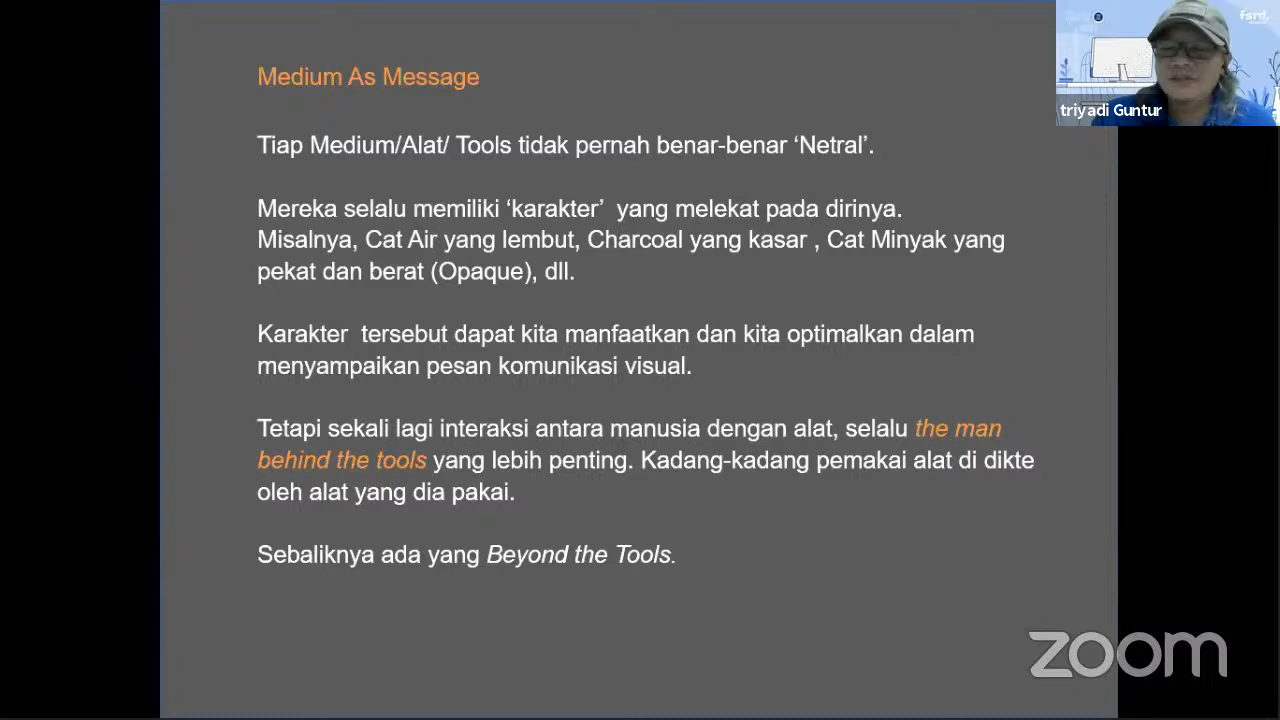 Medium As Message
Tiap Medium/Alat/ Tools tidak pernah benar-benar ‘Netral’.
Mereka selalu memiliki ‘karakter’  yang melekat pada dirinya.
Misalnya, Cat Air yang lembut, Charcoal yang kasar , Cat Minyak yang
pekat dan berat (Opaque), dll.
Karakter  tersebut dapat kita manfaatkan dan kita optimalkan dalam
menyampaikan pesan komunikasi visual.
Tetapi sekali lagi interaksi antara manusia dengan alat, selalu the man
behind the tools yang lebih penting. Kadang-kadang pemakai alat di dikte
oleh alat yang dia pakai.
Sebaliknya ada yang Beyond the Tools.
fsrd.
triyadi Guntur
zoom